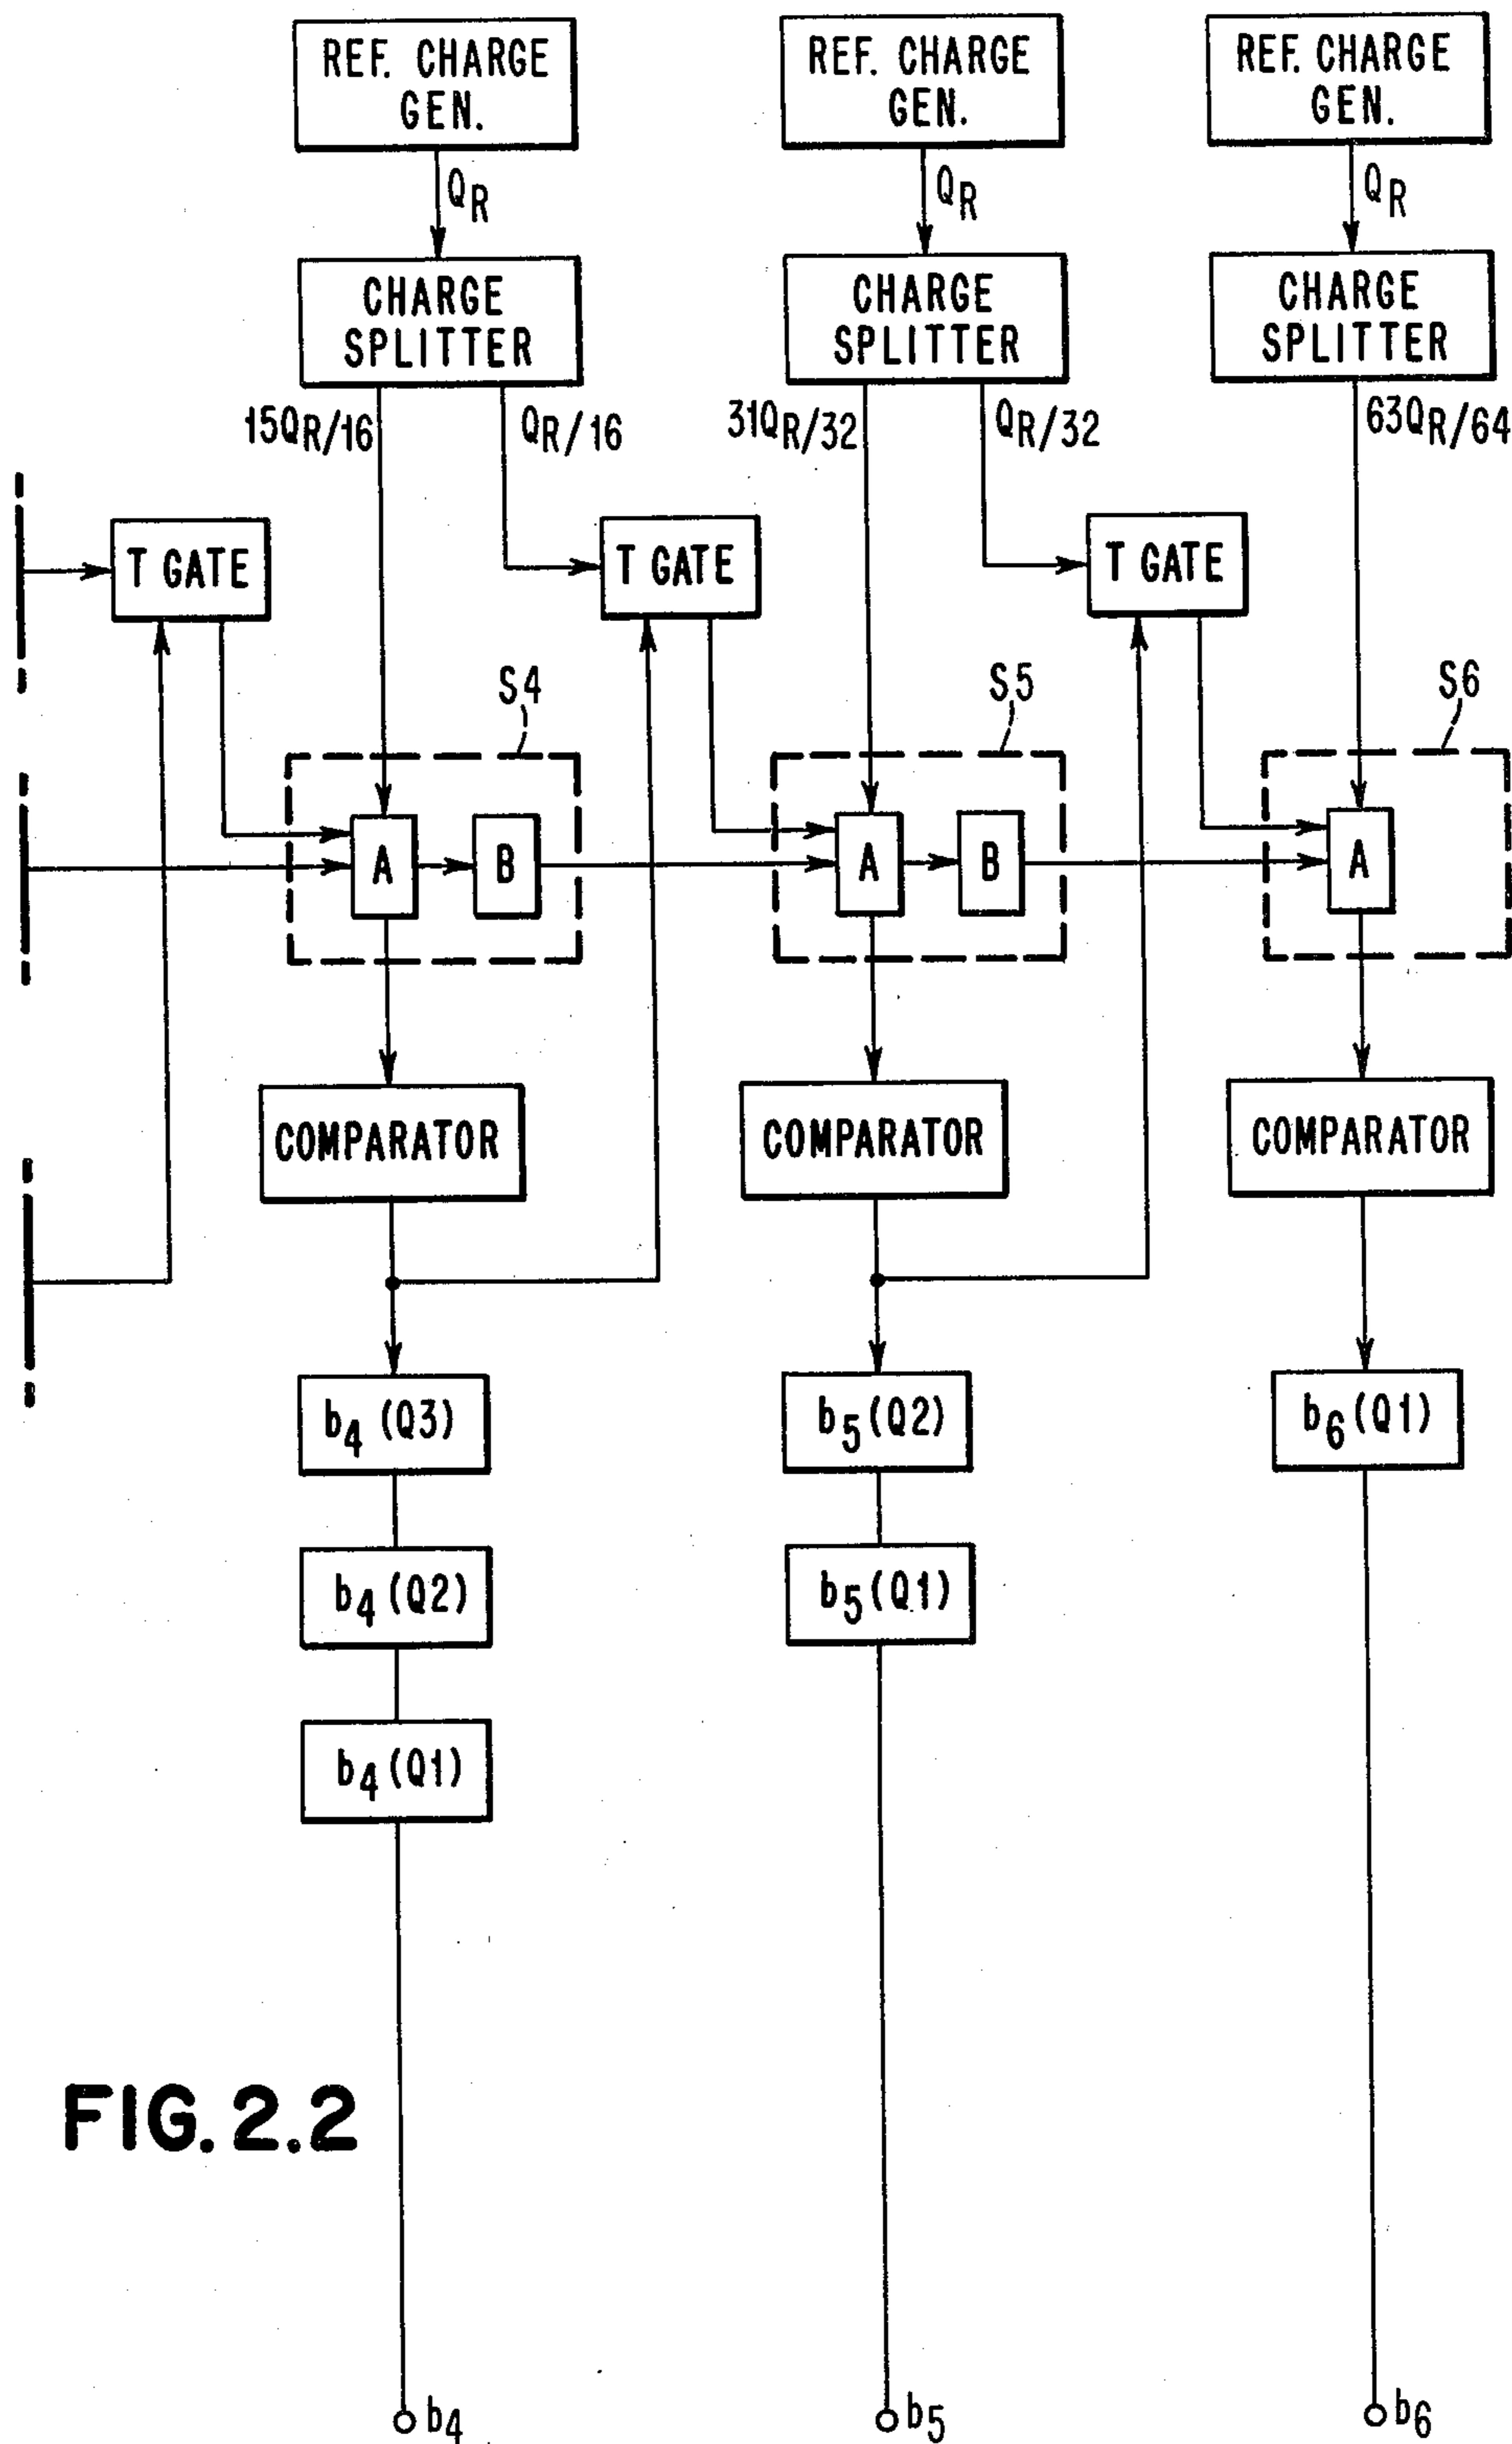 REF. CHARGE
GEN.
REF. CHARGE
GEN.
REF. CHARGE
GEN.
QR
QR
QR
CHARGE
SPLITTER
CHARGE
SPLITTER
CHARGE
SPLITTER
15QR/16
QR/16
31QR/32
QR/32
63QR/64
T GATE
T GATE
T GATE
S4
S5
S6
A
B
A
B
A
COMPARATOR
COMPARATOR
COMPARATOR
b4 (Q3)
b5 (Q2)
b6 (Q1)
b4 (Q2)
b5 (Q1)
b4 (Q1)
FIG. 2.2
b4
b5
b6